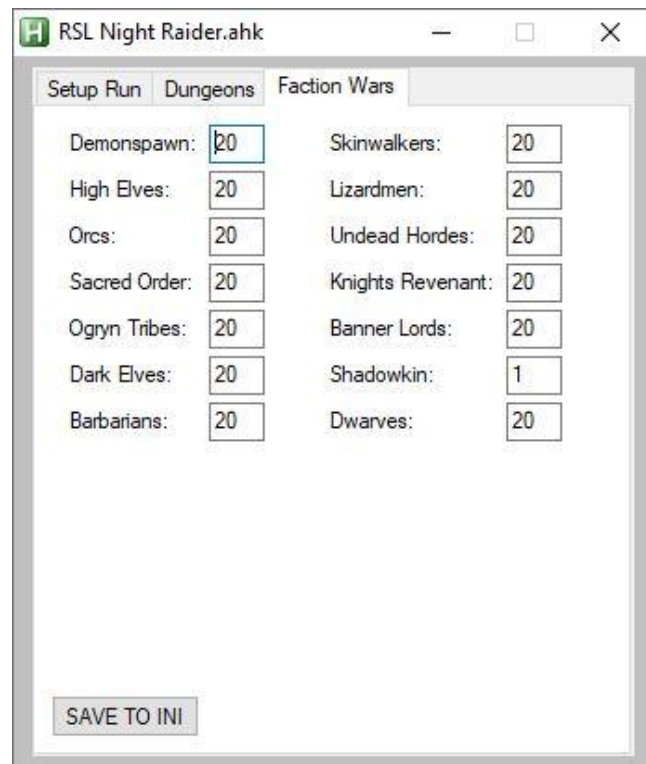 RSL Night Raider.ahk
Setup Run Dungeons Faction Wars
Demonspawn: 20 Skinwalkers: 20
High Elves: 20 Lizardmen: 20
Orcs: 20 Undead Hordes: 20
Sacred Order: 20 Knights Revenant: 20
Ogryn Tribes: 20 Banner Lords: 20
Dark Elves: 20 Shadowkin: 1
Barbarians: 20 Dwarves: 20
SAVE TO INI